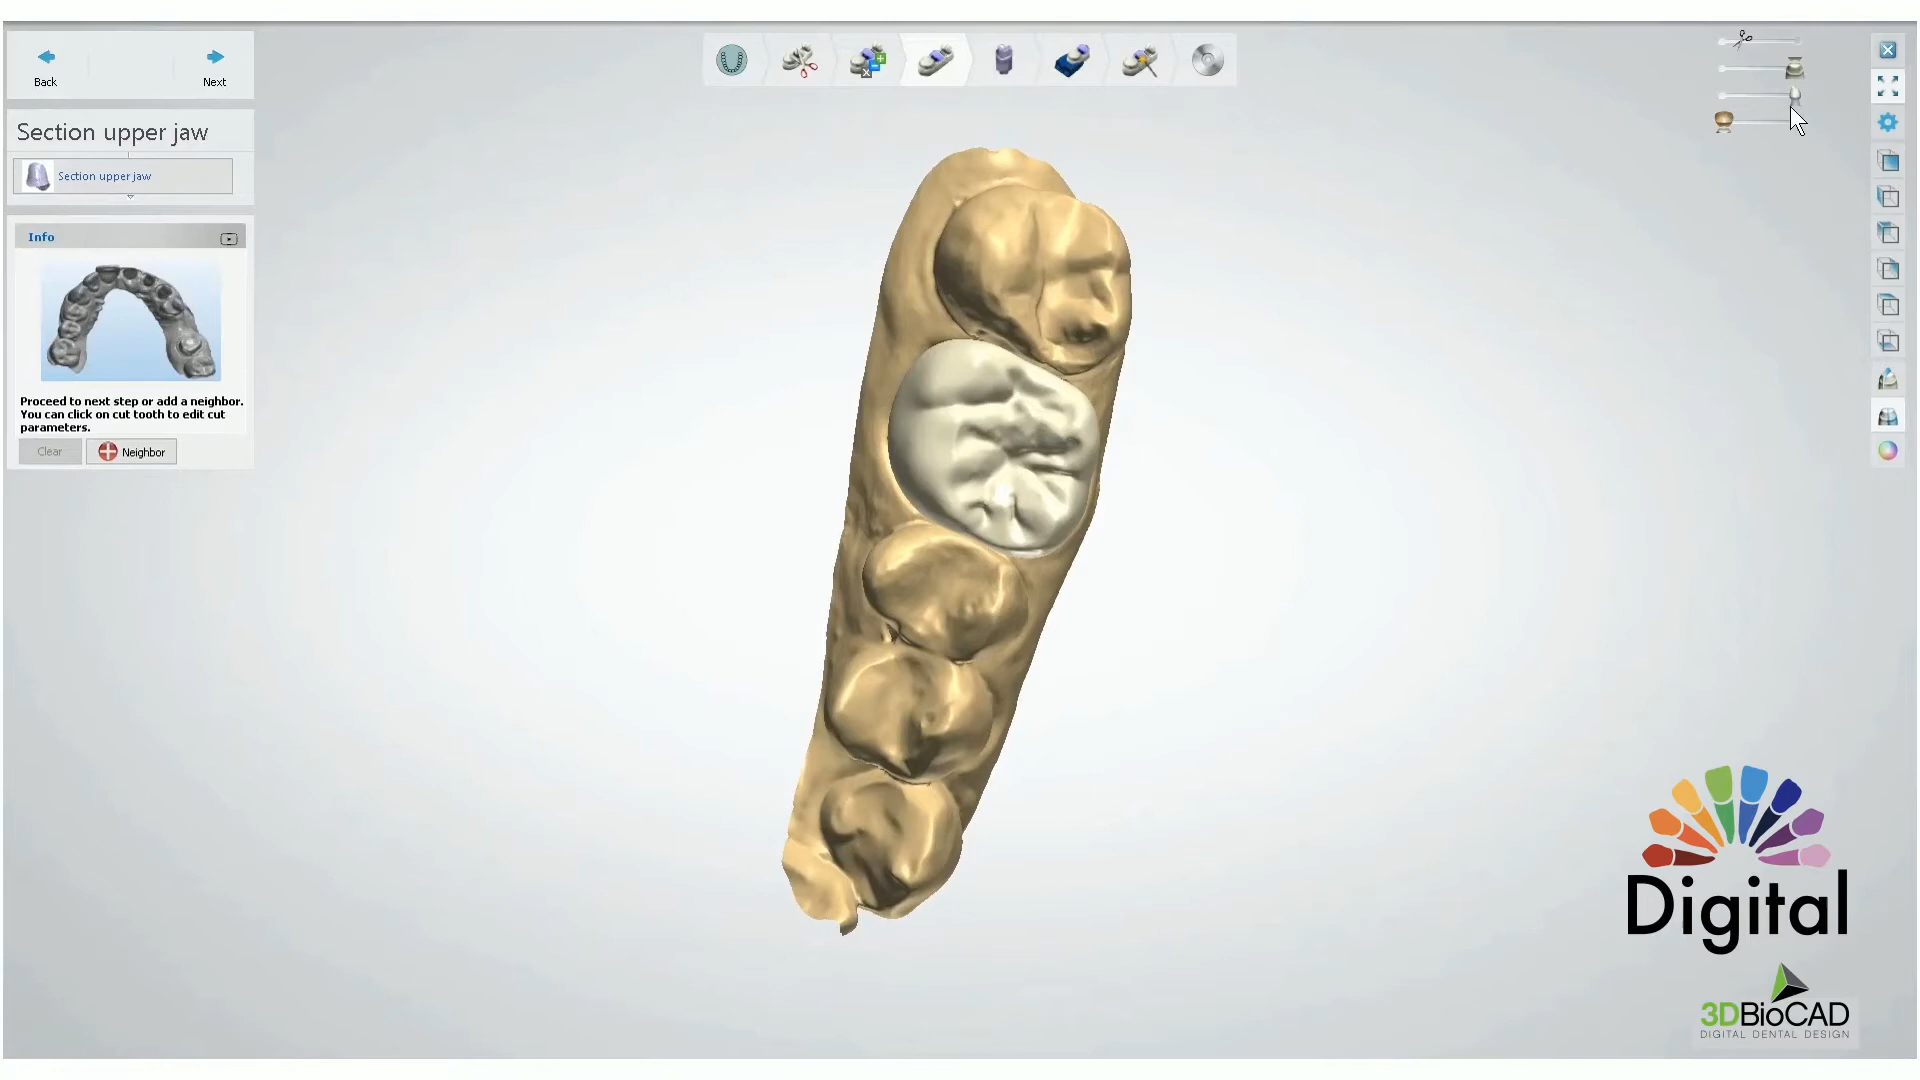 Back
Next
Section upper jaw
Section upper jaw
Info
Proceed to next step or add a neighbor.
You can click on cut tooth to edit cut
parameters.
Clear
Neighbor
Digital
3DBioCAD
DIGITAL DENTAL DESIGN